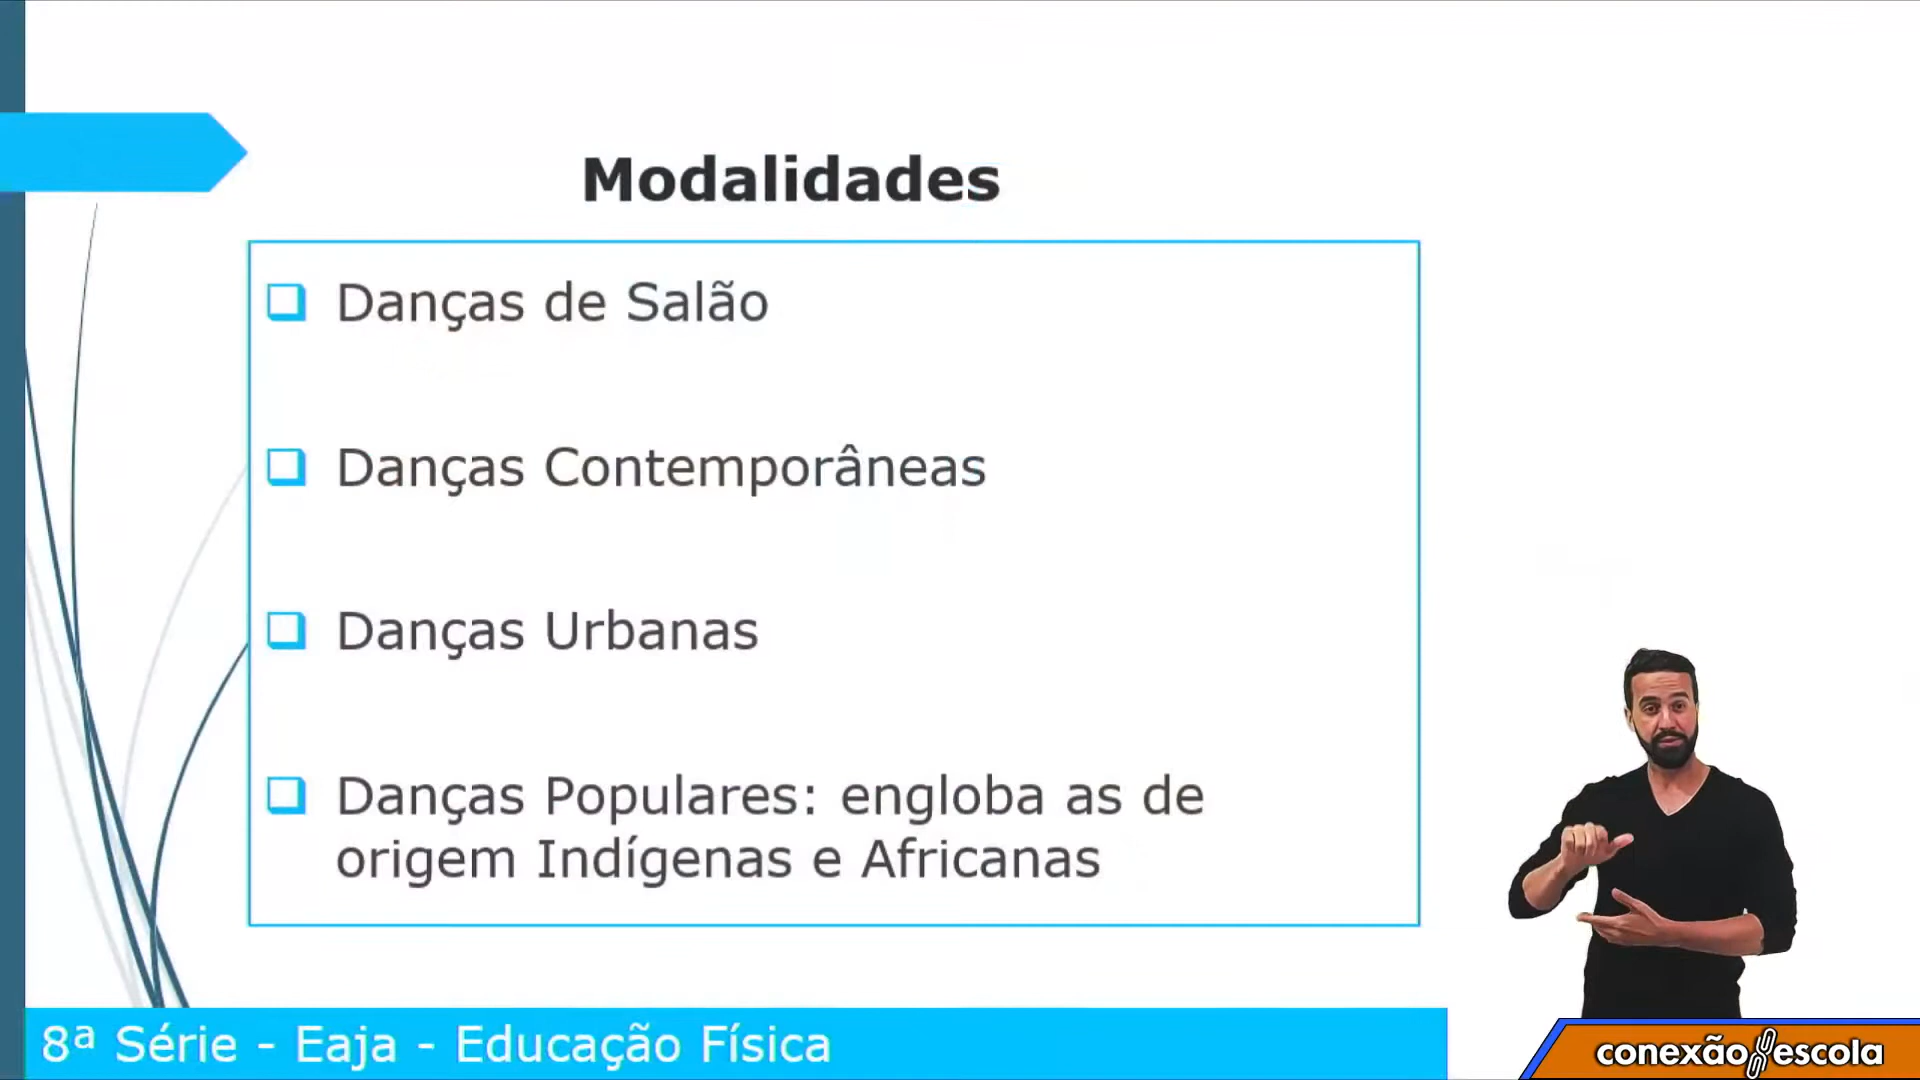 Modalidades
Danças de Salão
Danças Contemporâneas
Danças Urbanas
Danças Populares: engloba as de
origem Indígenas e Africanas
8ª Série - Eaja - Educação Física
conexão escola